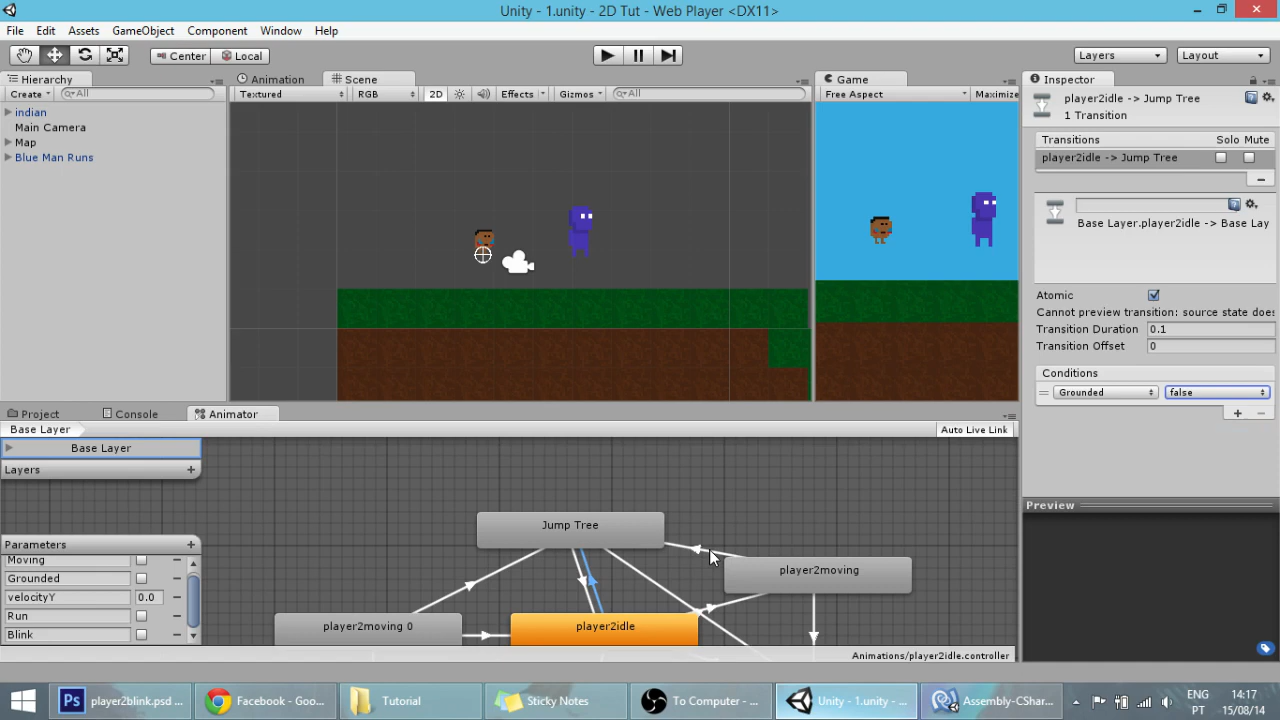 Unity - 1.unity - 2D Tut - Web Player <DX11>
File Edit Assets GameObject Component Window Help
Center Local Layers Layout
Hierarchy Animation Scene Game Inspector
Create All Textured RGB 2D Effects Gizmos All Free Aspect Maximize
indian
Main Camera
Map
Blue Man Runs
player2idle -> Jump Tree
1 Transition
Transitions Solo Mute
player2idle -> Jump Tree
Base Layer.player2idle -> Base Lay
Atomic
Cannot preview transition: source state does
Transition Duration 0.1
Transition Offset 0
Conditions
Grounded false
Project Console Animator
Base Layer Auto Live Link
Base Layer
Layers
Parameters
Moving
Grounded
velocityY 0.0
Run
Blink
Jump Tree
player2moving
player2moving 0
player2idle
Animations/player2idle.controller
Preview
player2blink.psd ...
Facebook - Goo...
Tutorial
Sticky Notes
To Computer - ...
Unity - 1.unity - ...
Assembly-CShar...
ENG
PT
14:17
15/08/14